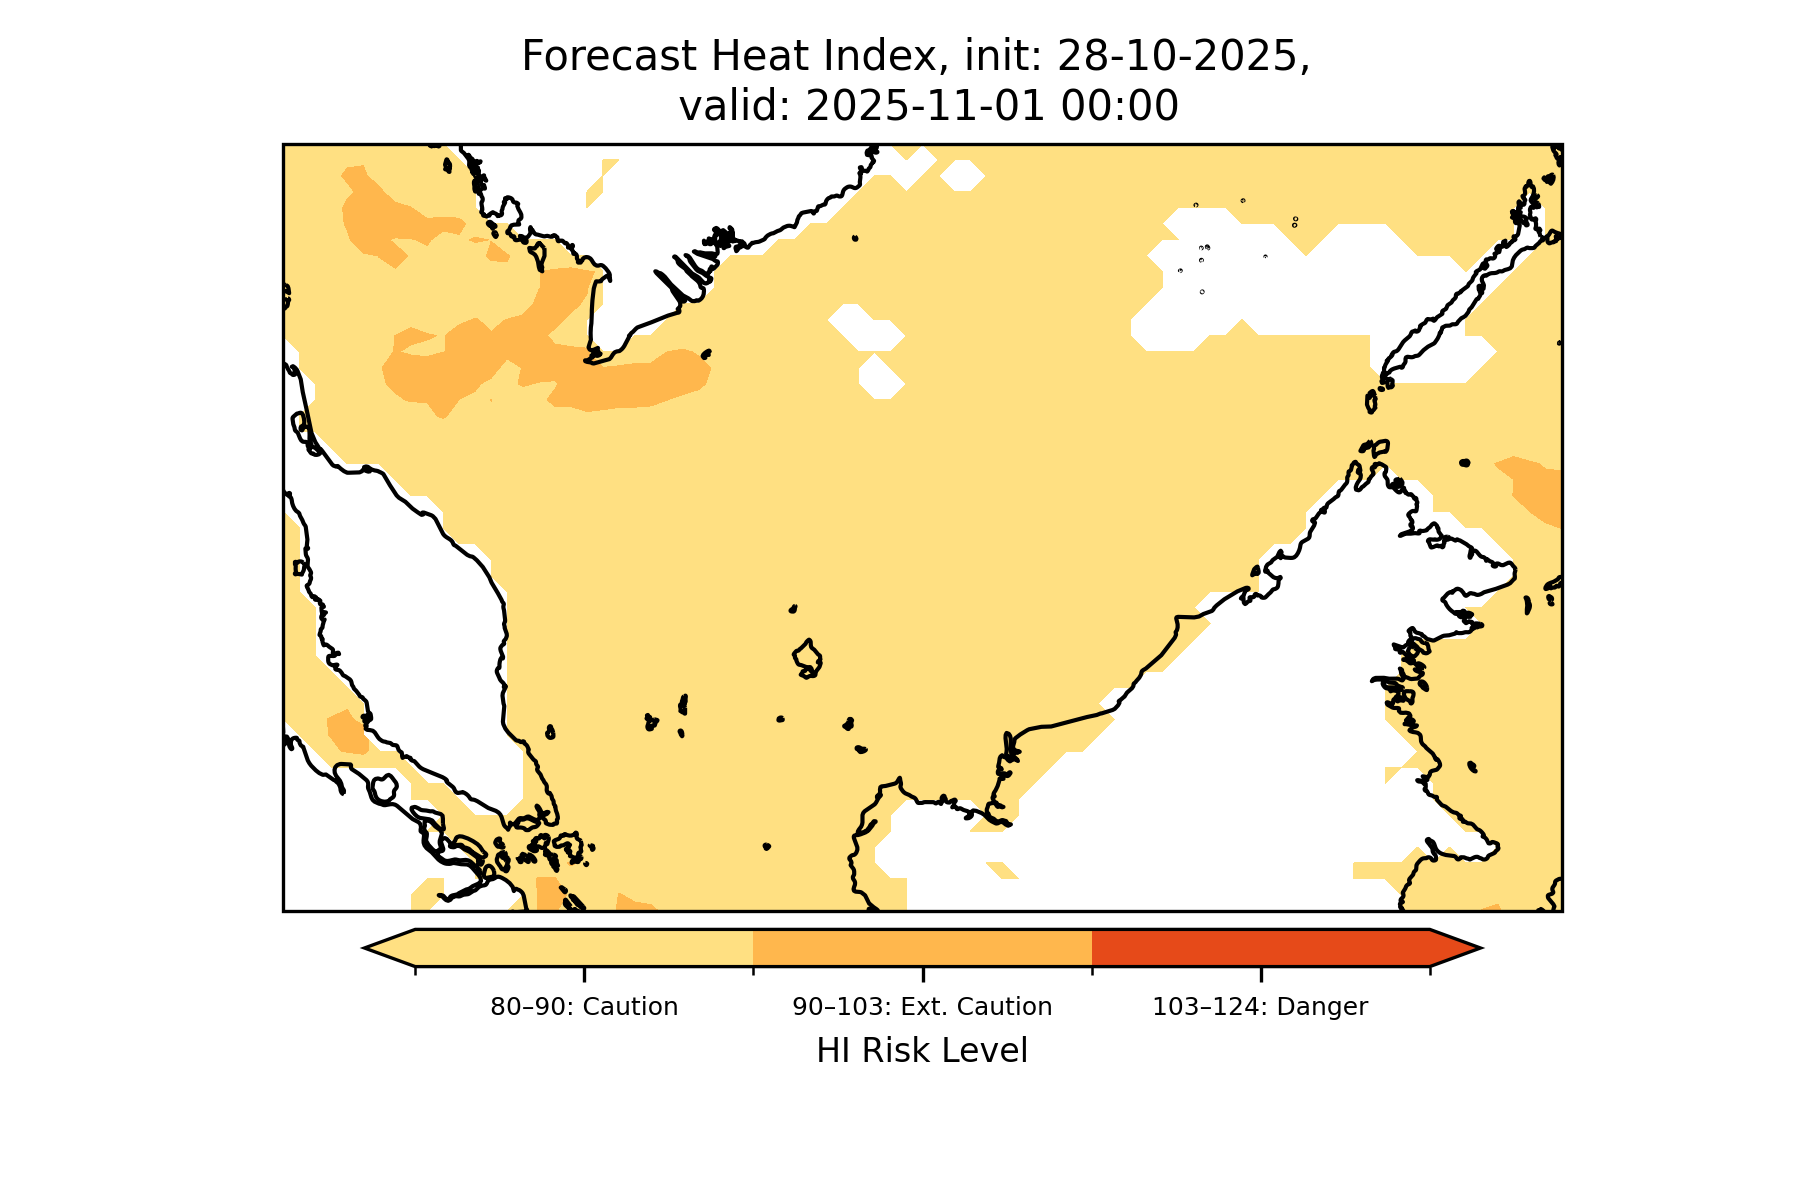 Forecast Heat Index, init: 28-10-2025,
valid: 2025-11-01 00:00
80–90: Caution
90–103: Ext. Caution
103–124: Danger
HI Risk Level